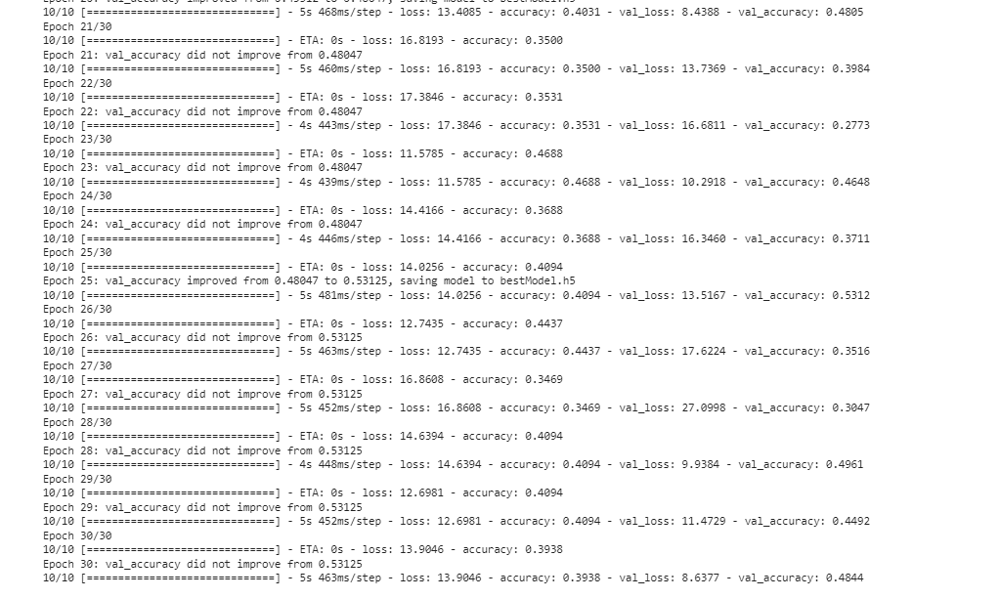 Epoch 20: val_accuracy improved from 0.43912 to 0.48047, saving model to bestModel.h5
10/10 [==============================] - 5s 468ms/step - loss: 13.4085 - accuracy: 0.4031 - val_loss: 8.4388 - val_accuracy: 0.4805
Epoch 21/30
10/10 [==============================] - ETA: 0s - loss: 16.8193 - accuracy: 0.3500
Epoch 21: val_accuracy did not improve from 0.48047
10/10 [==============================] - 5s 460ms/step - loss: 16.8193 - accuracy: 0.3500 - val_loss: 13.7369 - val_accuracy: 0.3984
Epoch 22/30
10/10 [==============================] - ETA: 0s - loss: 17.3846 - accuracy: 0.3531
Epoch 22: val_accuracy did not improve from 0.48047
10/10 [==============================] - 4s 443ms/step - loss: 17.3846 - accuracy: 0.3531 - val_loss: 16.6811 - val_accuracy: 0.2773
Epoch 23/30
10/10 [==============================] - ETA: 0s - loss: 11.5785 - accuracy: 0.4688
Epoch 23: val_accuracy did not improve from 0.48047
10/10 [==============================] - 4s 439ms/step - loss: 11.5785 - accuracy: 0.4688 - val_loss: 10.2918 - val_accuracy: 0.4648
Epoch 24/30
10/10 [==============================] - ETA: 0s - loss: 14.4166 - accuracy: 0.3688
Epoch 24: val_accuracy did not improve from 0.48047
10/10 [==============================] - 4s 446ms/step - loss: 14.4166 - accuracy: 0.3688 - val_loss: 16.3460 - val_accuracy: 0.3711
Epoch 25/30
10/10 [==============================] - ETA: 0s - loss: 14.0256 - accuracy: 0.4094
Epoch 25: val_accuracy improved from 0.48047 to 0.53125, saving model to bestModel.h5
10/10 [==============================] - 5s 481ms/step - loss: 14.0256 - accuracy: 0.4094 - val_loss: 13.5167 - val_accuracy: 0.5312
Epoch 26/30
10/10 [==============================] - ETA: 0s - loss: 12.7435 - accuracy: 0.4437
Epoch 26: val_accuracy did not improve from 0.53125
10/10 [==============================] - 5s 463ms/step - loss: 12.7435 - accuracy: 0.4437 - val_loss: 17.6224 - val_accuracy: 0.3516
Epoch 27/30
10/10 [==============================] - ETA: 0s - loss: 16.8608 - accuracy: 0.3469
Epoch 27: val_accuracy did not improve from 0.53125
10/10 [==============================] - 5s 452ms/step - loss: 16.8608 - accuracy: 0.3469 - val_loss: 27.0998 - val_accuracy: 0.3047
Epoch 28/30
10/10 [==============================] - ETA: 0s - loss: 14.6394 - accuracy: 0.4094
Epoch 28: val_accuracy did not improve from 0.53125
10/10 [==============================] - 4s 448ms/step - loss: 14.6394 - accuracy: 0.4094 - val_loss: 9.9384 - val_accuracy: 0.4961
Epoch 29/30
10/10 [==============================] - ETA: 0s - loss: 12.6981 - accuracy: 0.4094
Epoch 29: val_accuracy did not improve from 0.53125
10/10 [==============================] - 5s 452ms/step - loss: 12.6981 - accuracy: 0.4094 - val_loss: 11.4729 - val_accuracy: 0.4492
Epoch 30/30
10/10 [==============================] - ETA: 0s - loss: 13.9046 - accuracy: 0.3938
Epoch 30: val_accuracy did not improve from 0.53125
10/10 [==============================] - 5s 463ms/step - loss: 13.9046 - accuracy: 0.3938 - val_loss: 8.6377 - val_accuracy: 0.4844